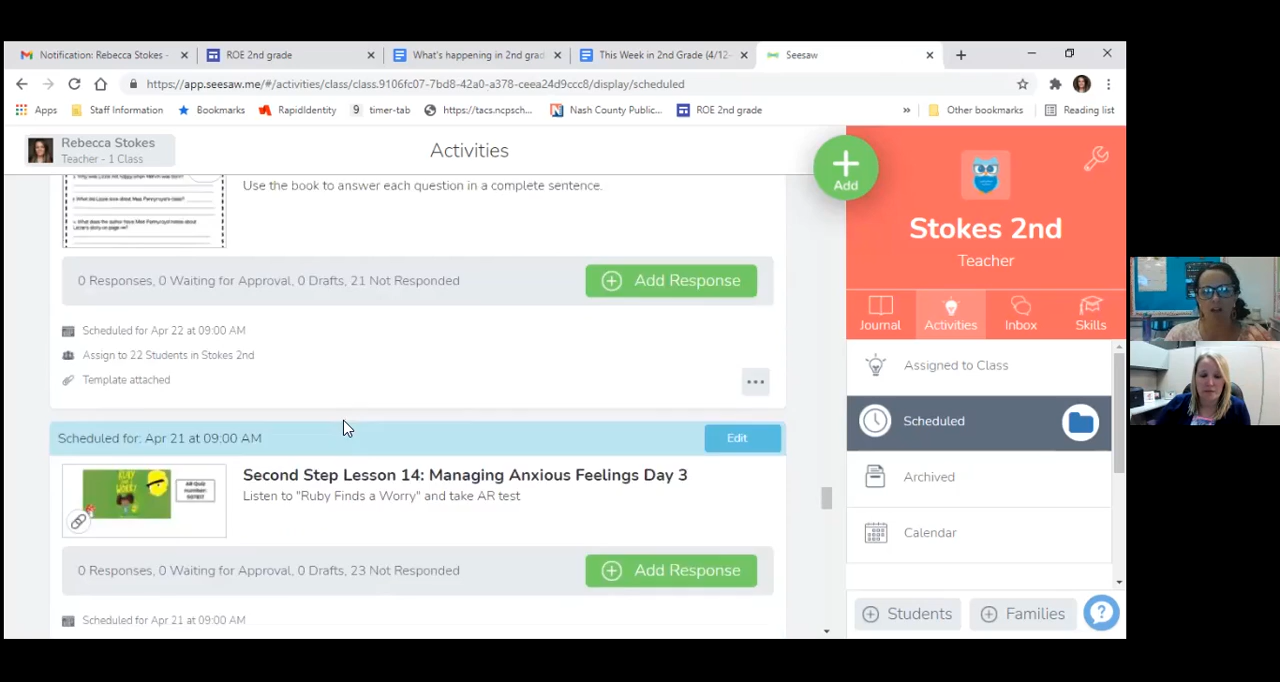 Notification: Rebecca Stokes -
ROE 2nd grade
What's happening in 2nd grad
This Week in 2nd Grade (4/12-
Seesaw
https://app.seesaw.me/#/activities/class/class.9106fc07-7bd8-42a0-a378-ceea24d9ccc8/display/scheduled
Apps
Staff Information
Bookmarks
RapidIdentity
9 timer-tab
https://tacs.ncpsch...
Nash County Public...
ROE 2nd grade
»
Other bookmarks
Reading list
Rebecca Stokes
Teacher - 1 Class
Activities
Add
Stokes 2nd
Teacher
Journal
Activities
Inbox
Skills
Assigned to Class
Scheduled
Archived
Calendar
Students
Families
?
Use the book to answer each question in a complete sentence.
0 Responses, 0 Waiting for Approval, 0 Drafts, 21 Not Responded
Add Response
Scheduled for Apr 22 at 09:00 AM
Assign to 22 Students in Stokes 2nd
Template attached
Scheduled for: Apr 21 at 09:00 AM
Edit
Second Step Lesson 14: Managing Anxious Feelings Day 3
Listen to "Ruby Finds a Worry" and take AR test
0 Responses, 0 Waiting for Approval, 0 Drafts, 23 Not Responded
Add Response
Scheduled for Apr 21 at 09:00 AM